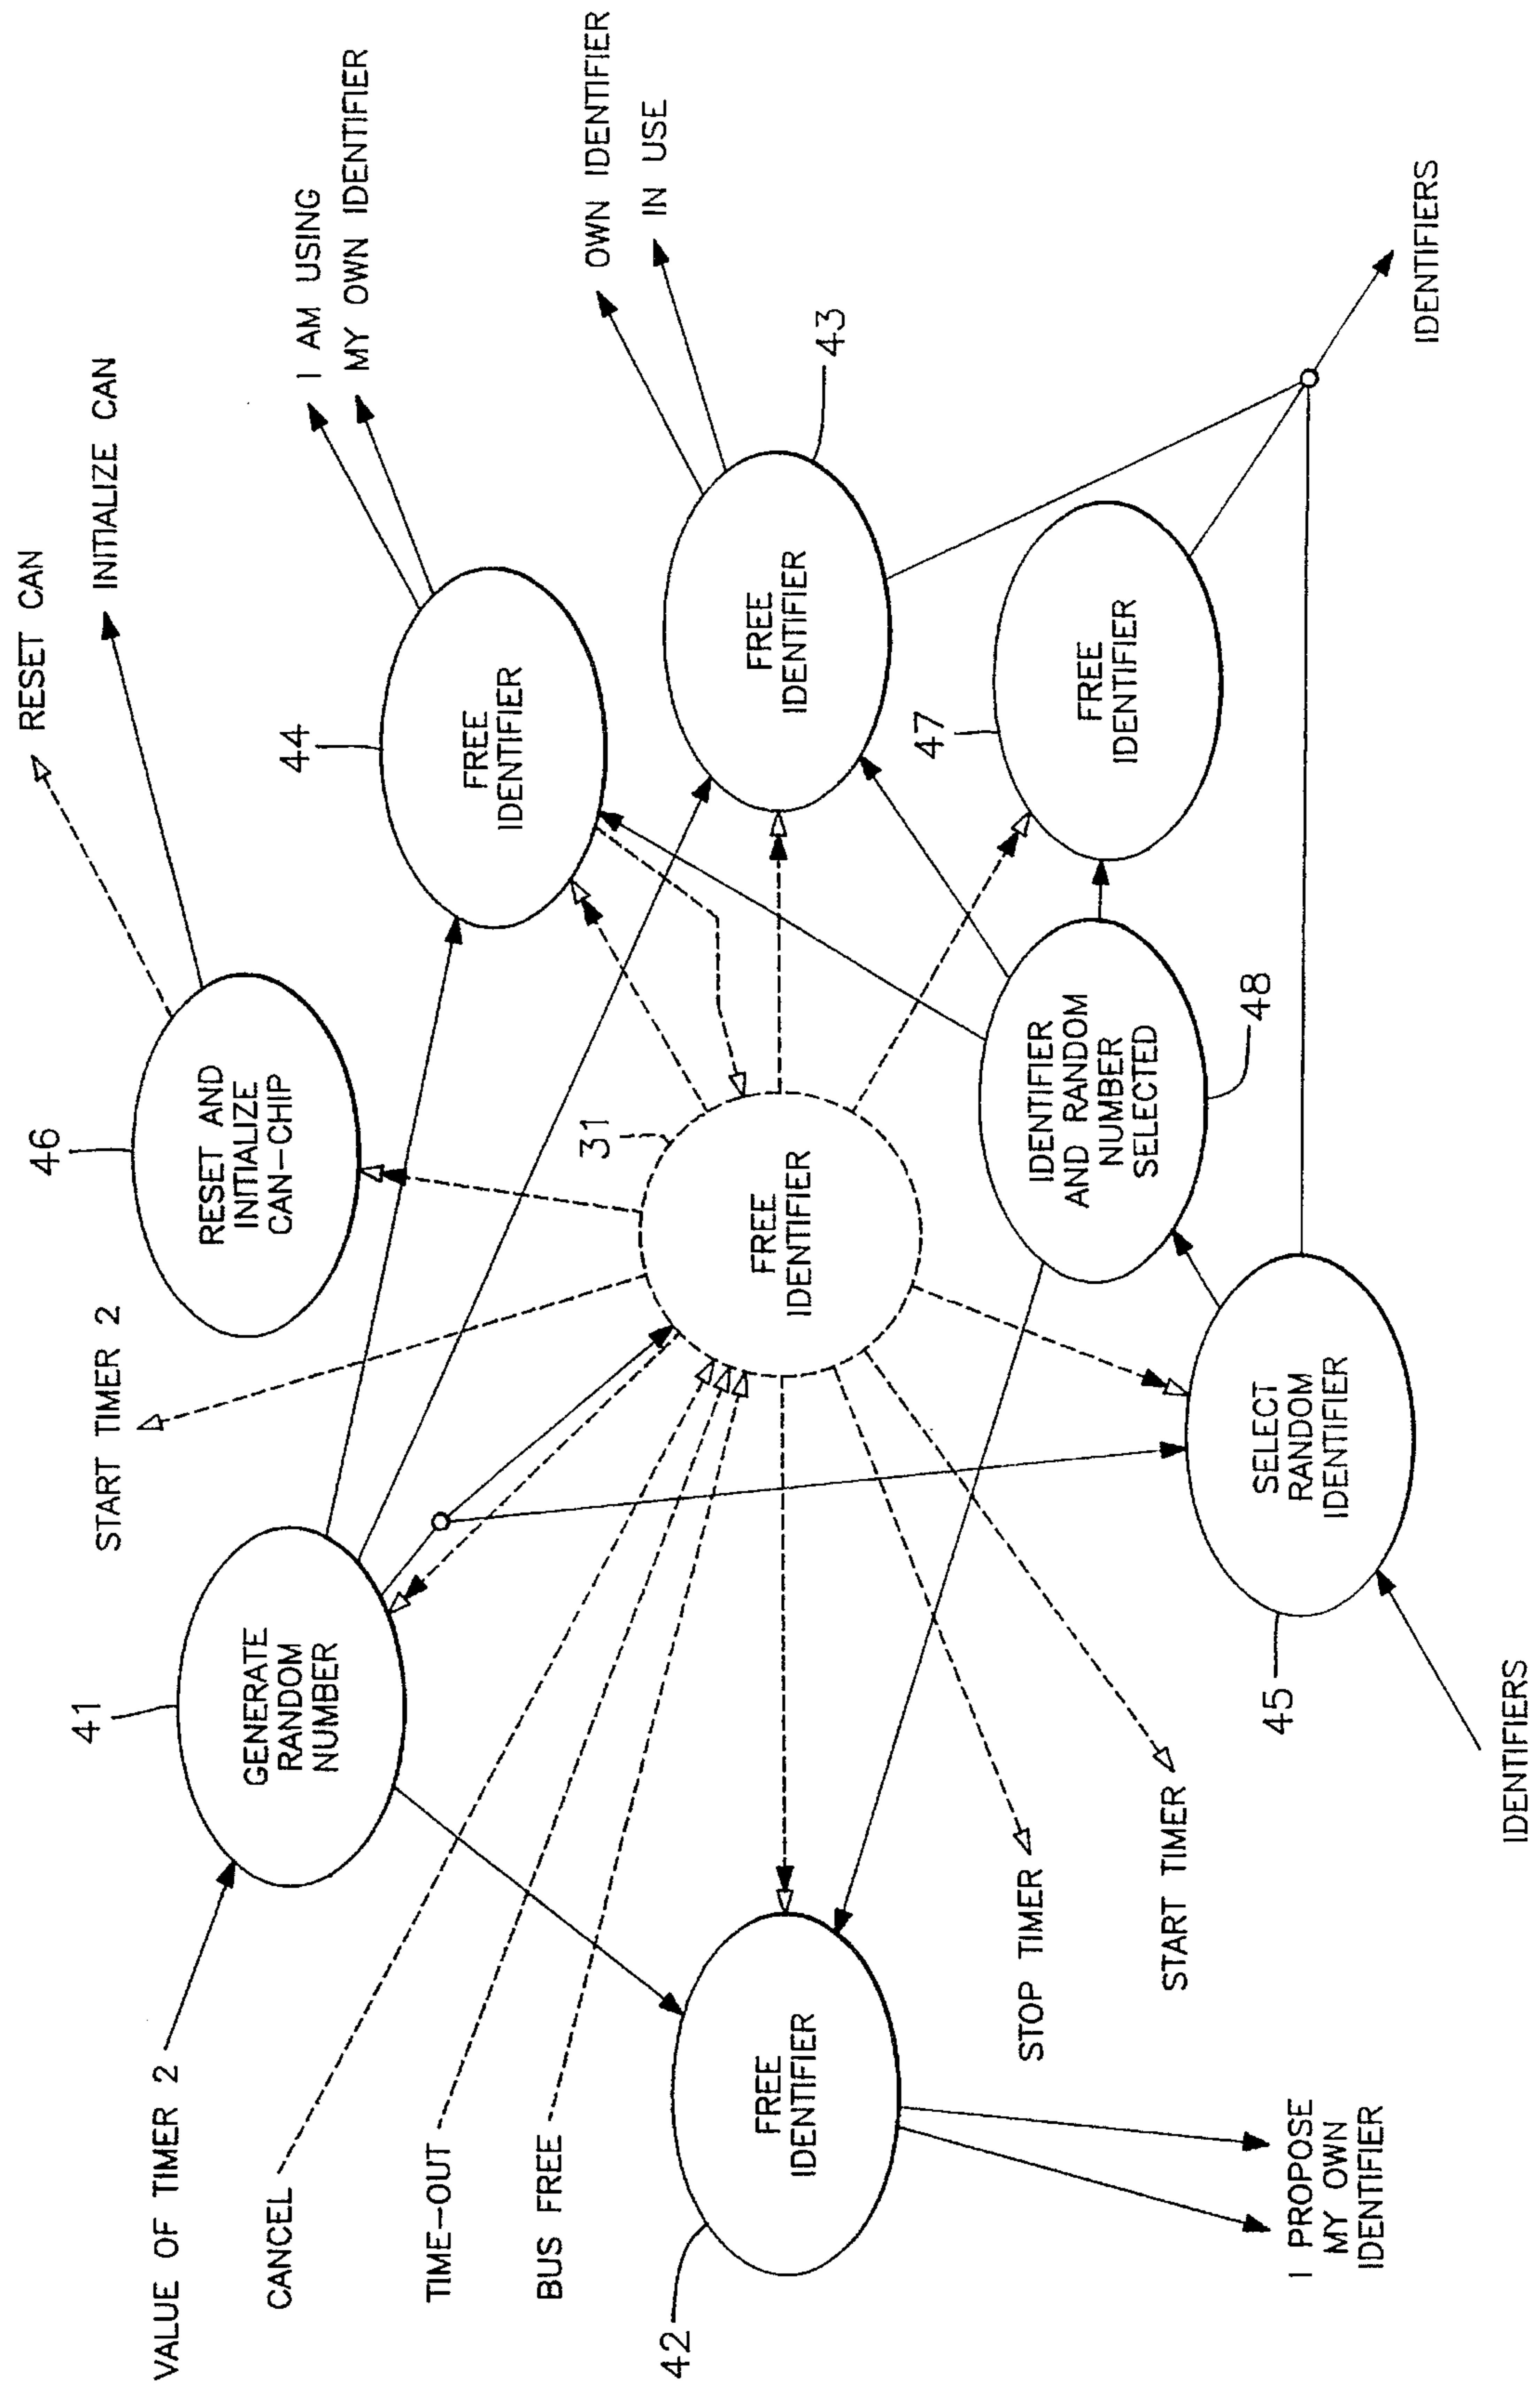 VALUE OF TIMER 2
CANCEL
TIME-OUT
BUS FREE
42
FREE
IDENTIFIER
I PROPOSE
MY OWN
IDENTIFIER
41
GENERATE
RANDOM
NUMBER
STOP TIMER
START TIMER
IDENTIFIERS
45
SELECT
RANDOM
IDENTIFIER
START TIMER 2
31
FREE
IDENTIFIER
46
RESET AND
INITIALIZE
CAN-CHIP
IDENTIFIER
AND RANDOM
NUMBER
SELECTED
48
RESET CAN
INITIALIZE CAN
44
FREE
IDENTIFIER
I AM USING
MY OWN IDENTIFIER
FREE
IDENTIFIER
43
OWN IDENTIFIER
IN USE
47
FREE
IDENTIFIER
IDENTIFIERS